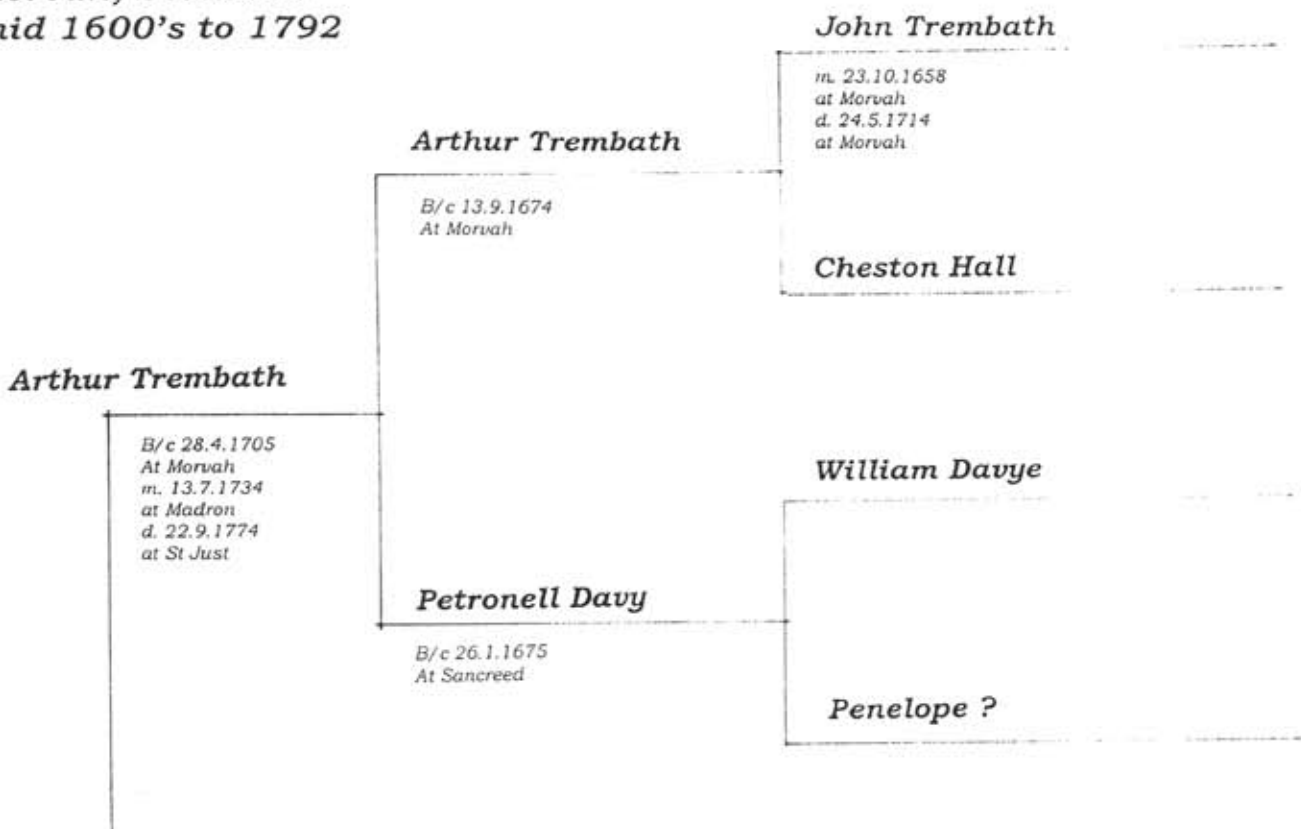 mid 1600's to 1792
John Trembath
m. 23.10.1658
at Morvah
d. 24.5.1714
at Morvah
Arthur Trembath
B/c 13.9.1674
At Morvah
Cheston Hall
Arthur Trembath
B/c 28.4.1705
At Morvah
m. 13.7.1734
at Madron
d. 22.9.1774
at St Just
William Davye
Petronell Davy
B/c 26.1.1675
At Sancreed
Penelope ?